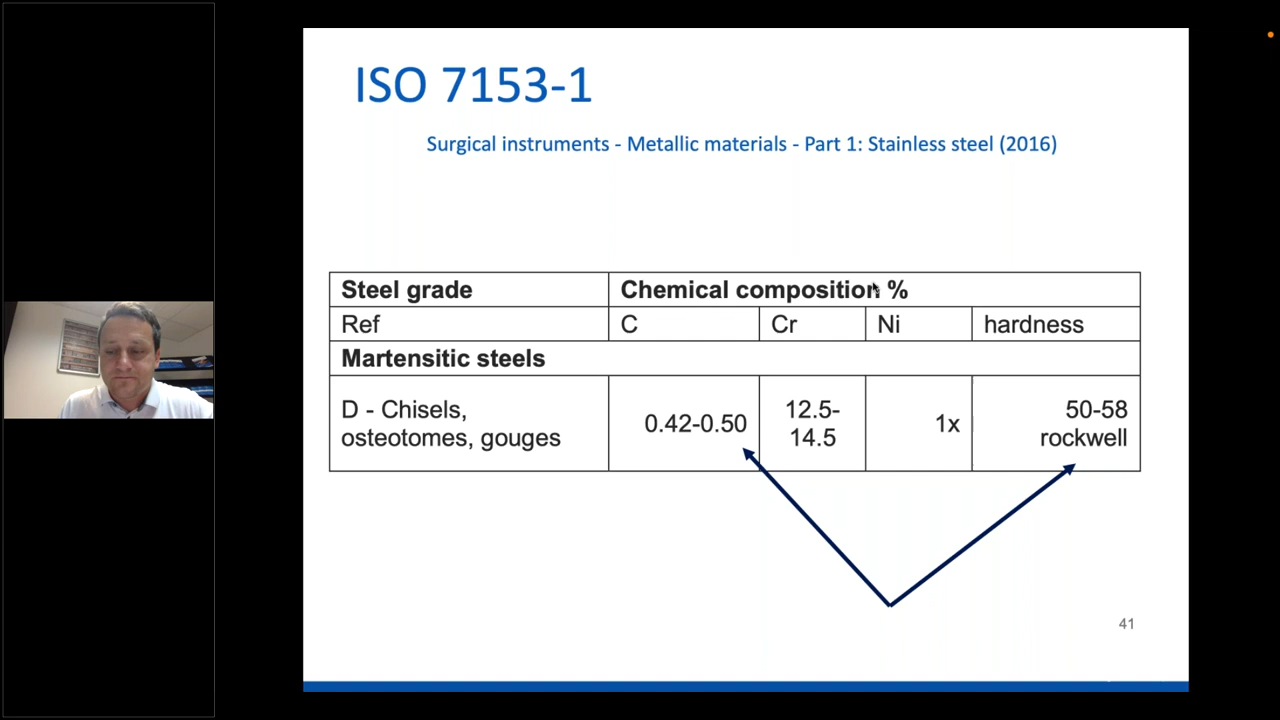 ISO 7153-1
Surgical instruments - Metallic materials - Part 1: Stainless steel (2016)
Steel grade Chemical composition %
Ref C Cr Ni hardness
Martensitic steels
D - Chisels,
osteotomes, gouges
0.42-0.50
12.5-
14.5
1x
50-58
rockwell
41